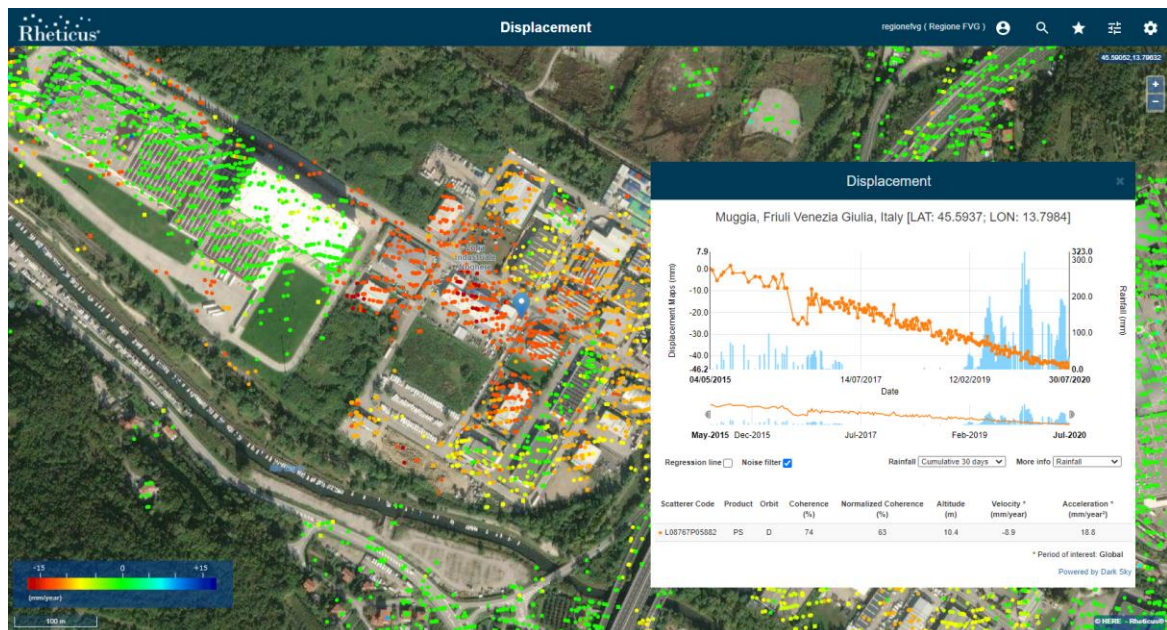 Rheticus®
Displacement
regionefvg ( Regione FVG )
45.59052,13.79632
+
−
Displacement
Muggia, Friuli Venezia Giulia, Italy [LAT: 45.5937; LON: 13.7984]
7.9
0.0
-10.0
-20.0
-30.0
-40.0
-46.2
Displacement Maps (mm)
323.0
300.0
200.0
100.0
0.0
Rainfall (mm)
04/05/2015 14/07/2017 12/02/2019 30/07/2020
Date
May-2015 Dec-2015 Jul-2017 Feb-2019 Jul-2020
Regression line Noise filter Rainfall Cumulative 30 days More info Rainfall
Scatterer Code Product Orbit Coherence (%) Normalized Coherence (%) Altitude (m) Velocity * (mm/year) Acceleration * (mm/year²)
L08767P05882 PS D 74 63 10.4 -8.9 18.8
* Period of interest: Global
Powered by Dark Sky
-15 0 +15
(mm/year)
100 m
© HERE - Rheticus®